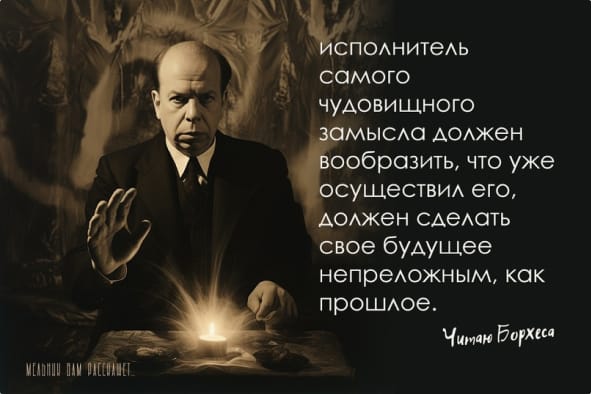 исполнитель
самого
чудовищного
замысла должен
вообразить, что уже
осуществил его,
должен сделать
свое будущее
непреложным, как
прошлое.
Читаю Борхеса
МЕЛЬНИК ВАМ РАССКАЖЕТ...